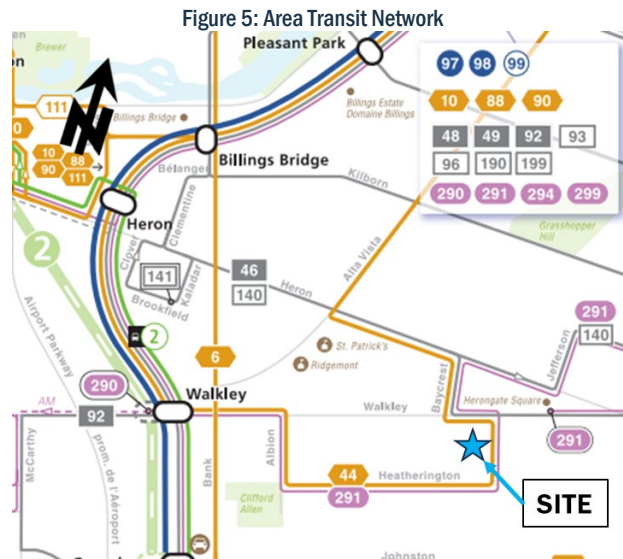 Figure 5: Area Transit Network
Brewer
on
111
N
Billings Bridge
10
88
90
111
0
Pleasant Park
Billings Estate
Domaine Billings
97 98 99
10 88 90
48 49 92 93
96 190 199
290 291 294 299
Billings Bridge
Bélanger
Kilborn
Grasshopper
Hill
Clementine
Heron
Alta Vista
2
Clover
141
Kaladar
Brookfield
46
140
Heron
Airport Parkway
2
St. Patrick's
Ridgemont
6
291
140
Jefferson
290
Walkley
Baycrest
Herongate Square
AM
92
Walkley
291
McCarthy
prom. de l'Aéroport
Bank
Albion
44
291
Heatherington
Clifford
Allen
SITE
Johnston